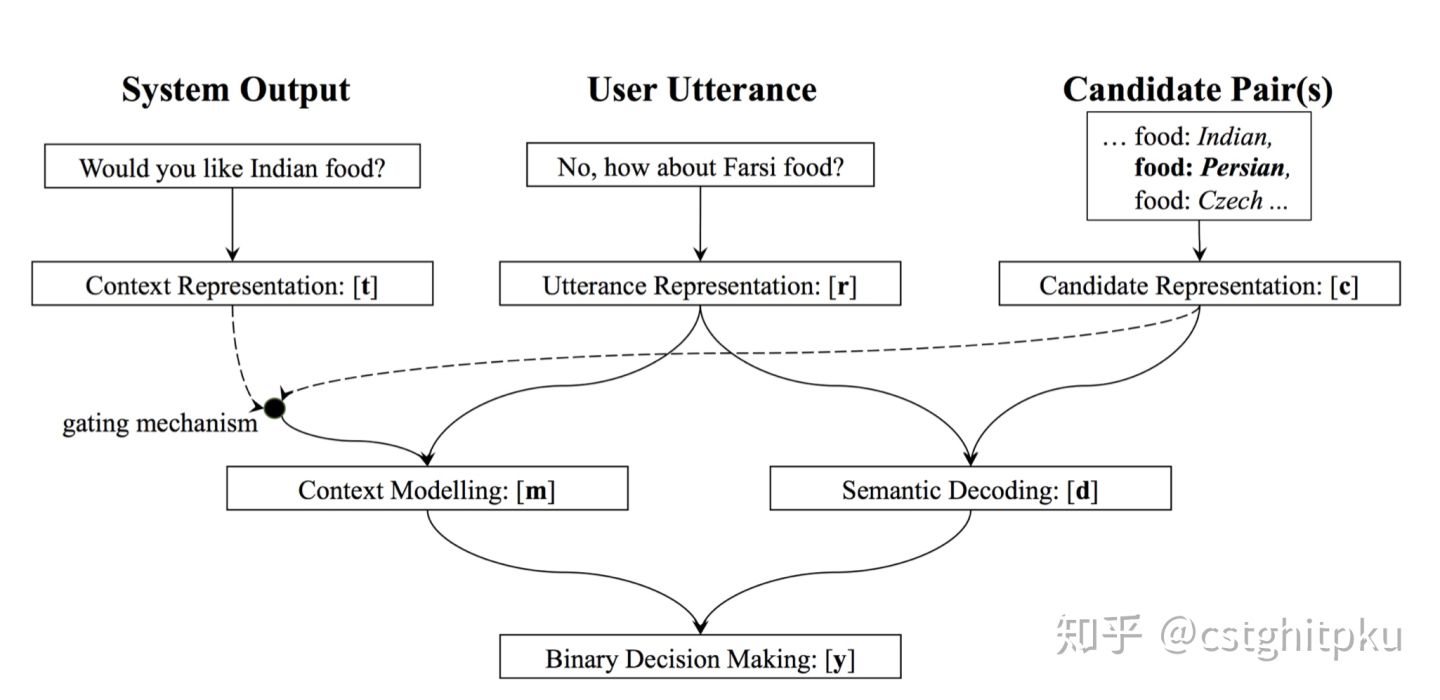 System Output
User Utterance
Candidate Pair(s)
Would you like Indian food?
No, how about Farsi food?
... food: Indian,
food: Persian,
food: Czech ...
Context Representation: [t]
Utterance Representation: [r]
Candidate Representation: [c]
gating mechanism
Context Modelling: [m]
Semantic Decoding: [d]
Binary Decision Making: [y]
知乎 @cstghitpku